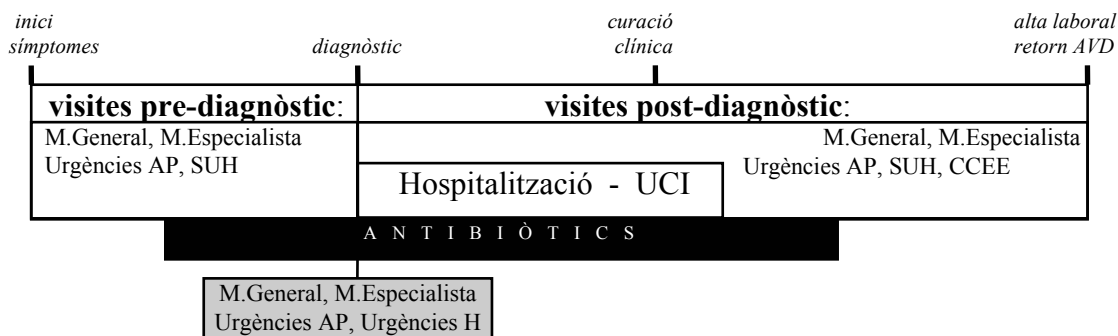 inici
símptomes
diagnòstic
curació
clínica
alta laboral
retorn AVD
visites pre-diagnòstic:
visites post-diagnòstic:
M.General, M.Especialista
Urgències AP, SUH
M.General, M.Especialista
Urgències AP, SUH, CCEE
Hospitalització - UCI
A N T I B I Ò T I C S
M.General, M.Especialista
Urgències AP, Urgències H